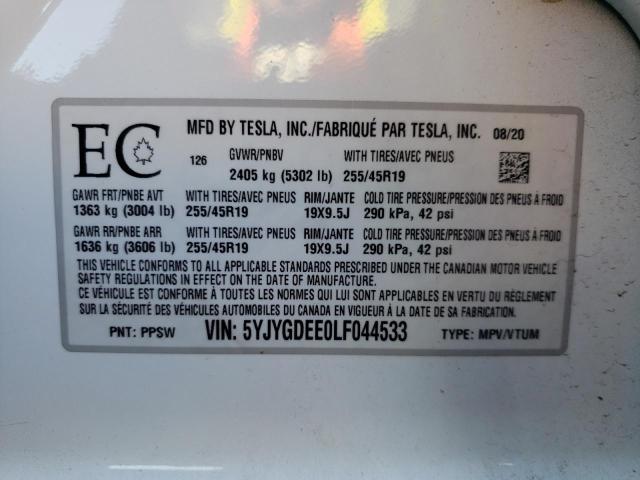 EC MFD BY TESLA, INC./FABRIQUÉ PAR TESLA, INC. 08/20
126 GVWR/PNBV WITH TIRES/AVEC PNEUS
2405 kg (5302 lb) 255/45R19
GAWR FRT/PNBE AVT WITH TIRES/AVEC PNEUS RIM/JANTE COLD TIRE PRESSURE/PRESSION DES PNEUS À FROID
1363 kg (3004 lb) 255/45R19 19X9.5J 290 kPa, 42 psi
GAWR RR/PNBE ARR WITH TIRES/AVEC PNEUS RIM/JANTE COLD TIRE PRESSURE/PRESSION DES PNEUS À FROID
1636 kg (3606 lb) 255/45R19 19X9.5J 290 kPa, 42 psi
THIS VEHICLE CONFORMS TO ALL APPLICABLE STANDARDS PRESCRIBED UNDER THE CANADIAN MOTOR VEHICLE
SAFETY REGULATIONS IN EFFECT ON THE DATE OF MANUFACTURE.
CE VÉHICULE EST CONFORME À TOUTES LES NORMES QUI LUI SONT APPLICABLES EN VERTU DU RÈGLEMENT
SUR LA SÉCURITÉ DES VÉHICULES AUTOMOBILES DU CANADA EN VIGUEUR À LA DATE DE SA FABRICATION.
PNT: PPSW VIN: 5YJYGDEE0LF044533 TYPE: MPV/VTUM